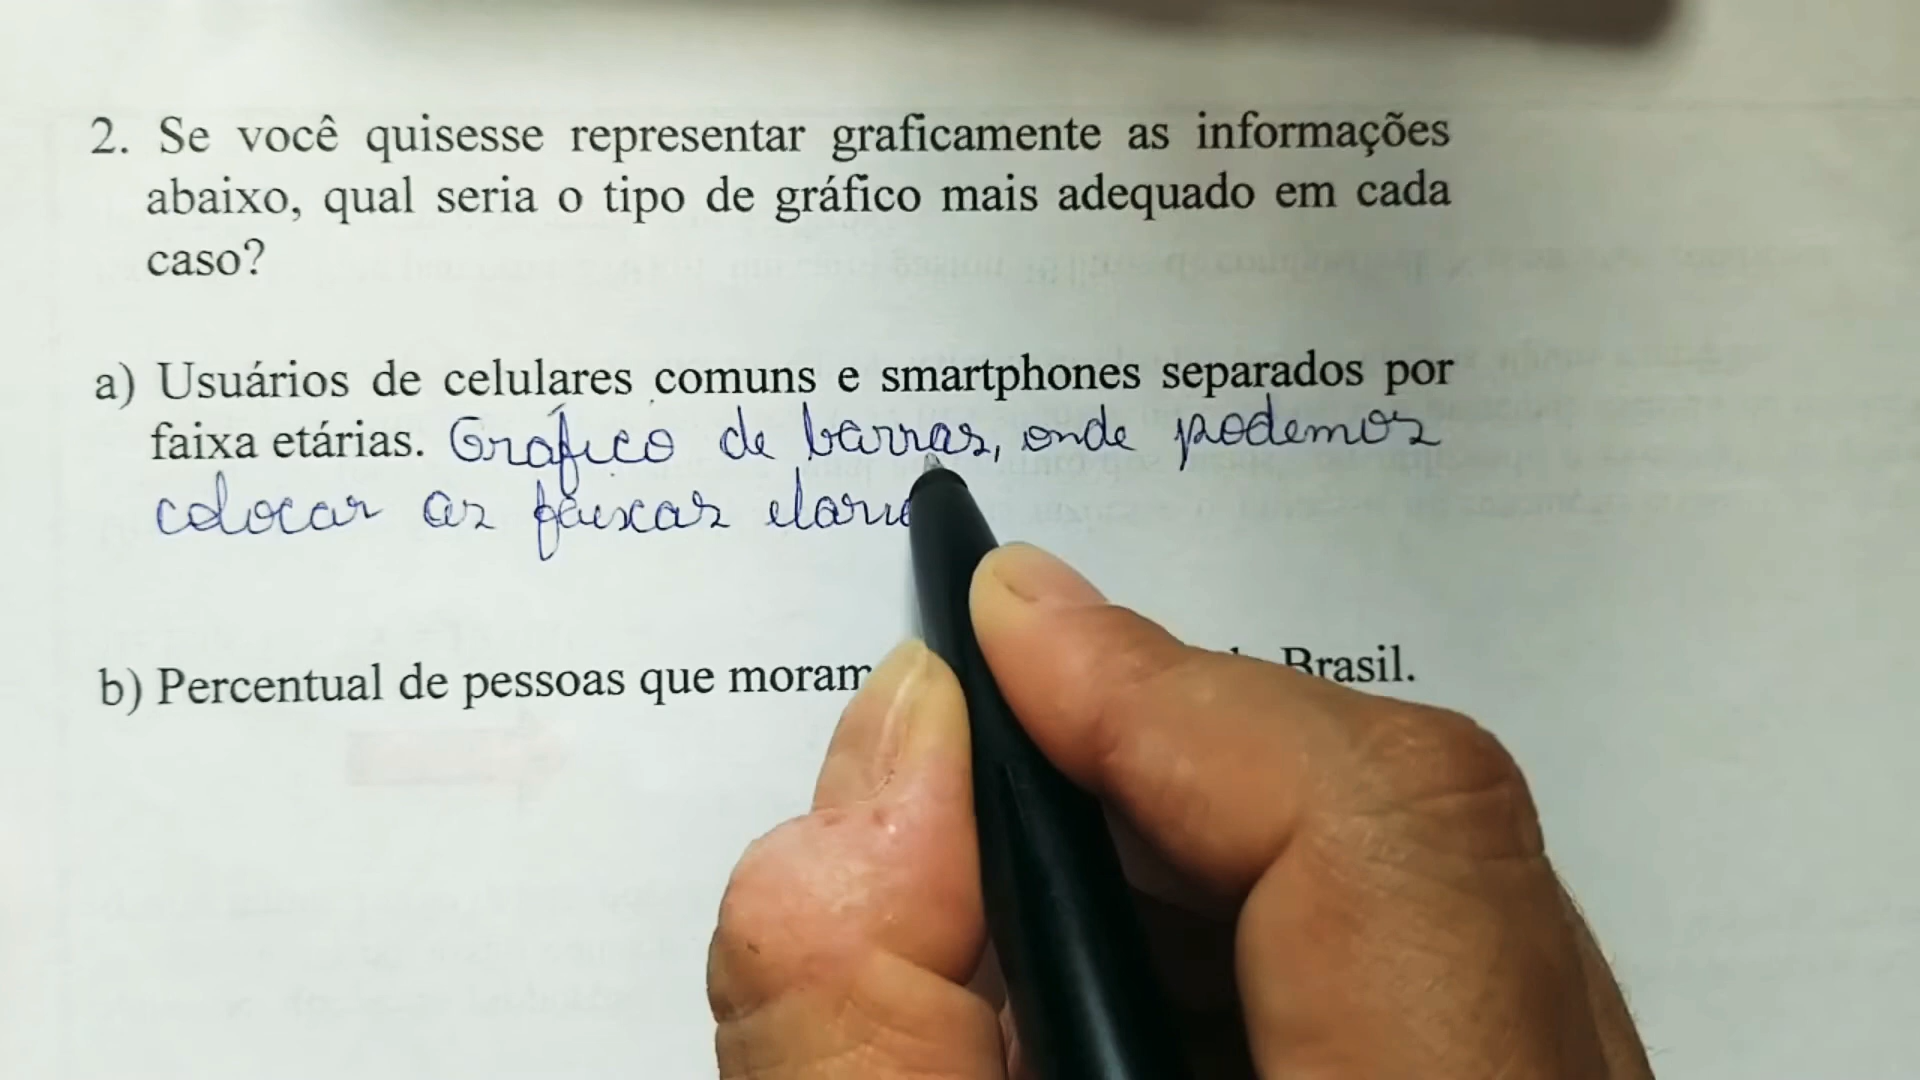 2. Se você quisesse representar graficamente as informações
abaixo, qual seria o tipo de gráfico mais adequado em cada
caso?
a) Usuários de celulares comuns e smartphones separados por
faixa etárias. Gráfico de barras, onde podemos
colocar as faixas
b) Percentual de pessoas que moram Brasil.